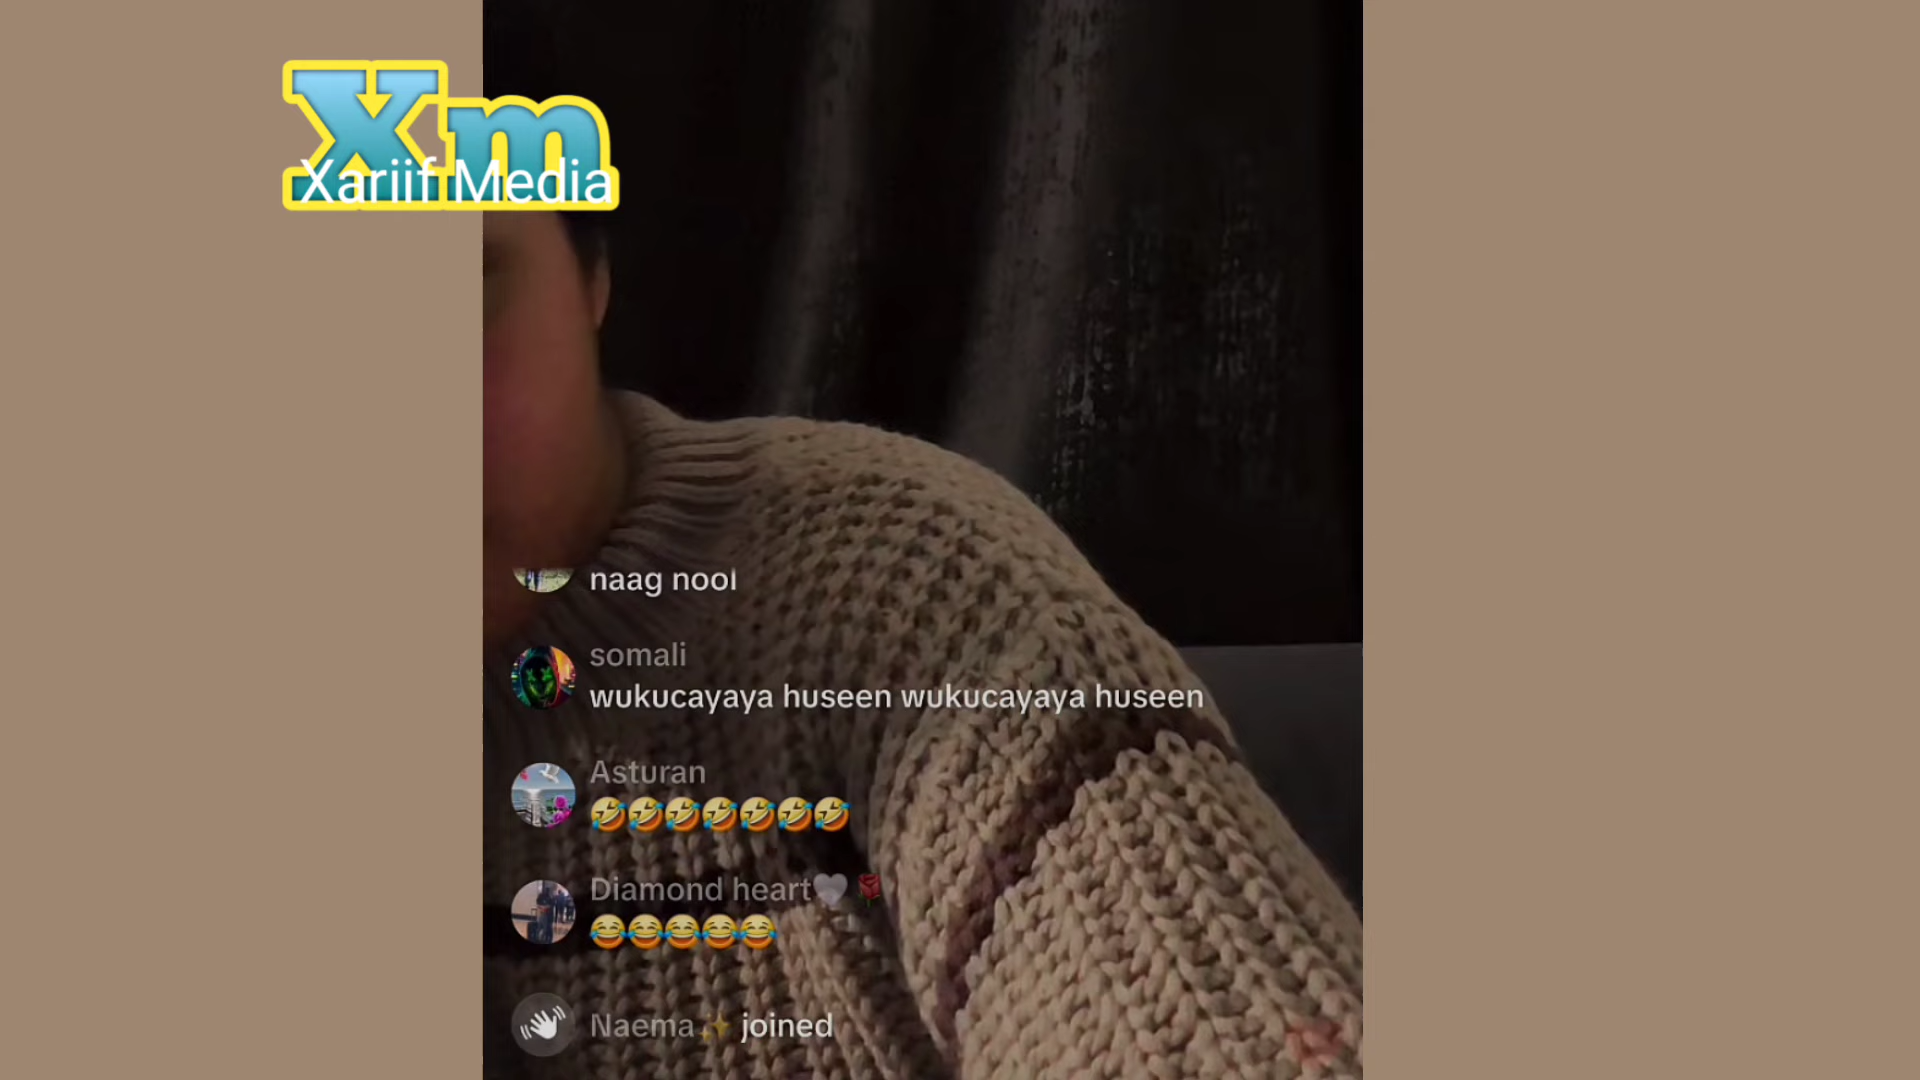 Xm
Xariif Media
naag nool
somali
wukucayaya huseen wukucayaya huseen
Asturan
🤣🤣🤣🤣🤣🤣🤣
Diamond heart🤍🌹
😂😂😂😂😂
Naema✨ joined